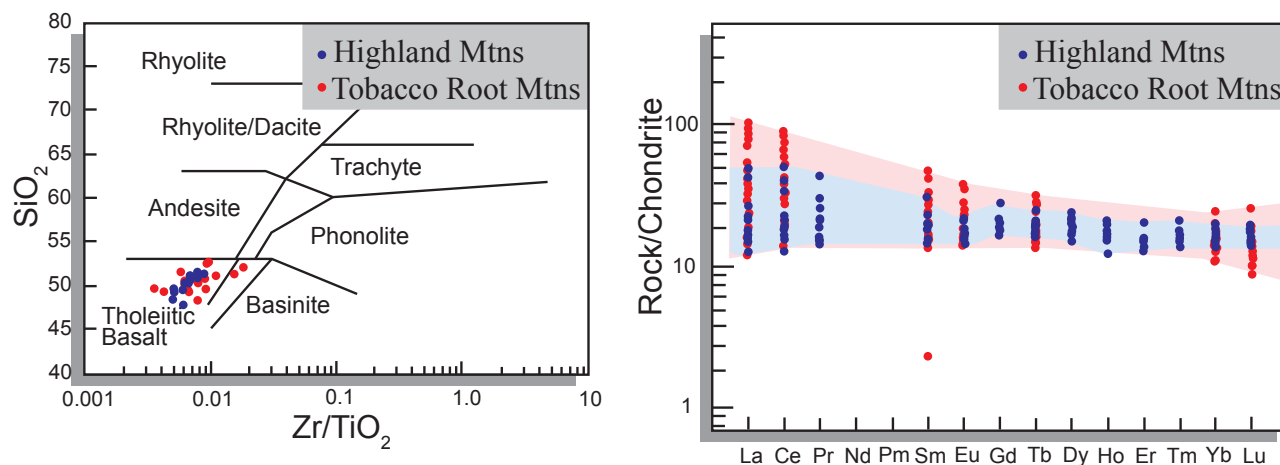 80
75
70
65
60
55
50
45
40
SiO2
Highland Mtns
Tobacco Root Mtns
Rhyolite
Rhyolite/Dacite
Trachyte
Andesite
Phonolite
Basinite
Tholeiitic
Basalt
0.001 0.01 0.1 1.0 10
Zr/TiO2
Rock/Chondrite
Highland Mtns
Tobacco Root Mtns
100
10
1
La Ce Pr Nd Pm Sm Eu Gd Tb Dy Ho Er Tm Yb Lu